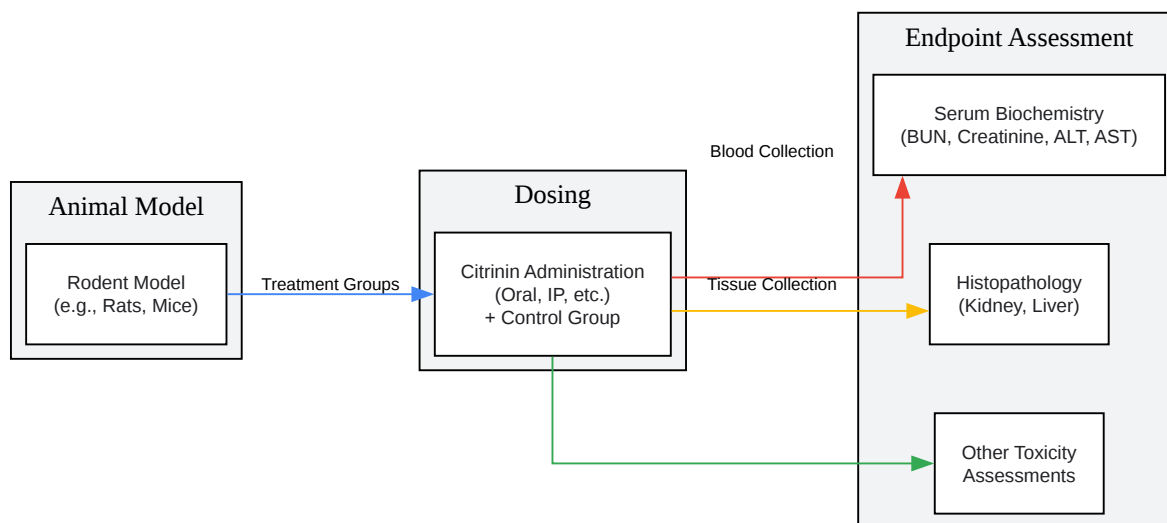 Animal Model
Rodent Model
(e.g., Rats, Mice)
Treatment Groups
Dosing
Citrinin Administration
(Oral, IP, etc.)
+ Control Group
Blood Collection
Tissue Collection
Endpoint Assessment
Serum Biochemistry
(BUN, Creatinine, ALT, AST)
Histopathology
(Kidney, Liver)
Other Toxicity
Assessments